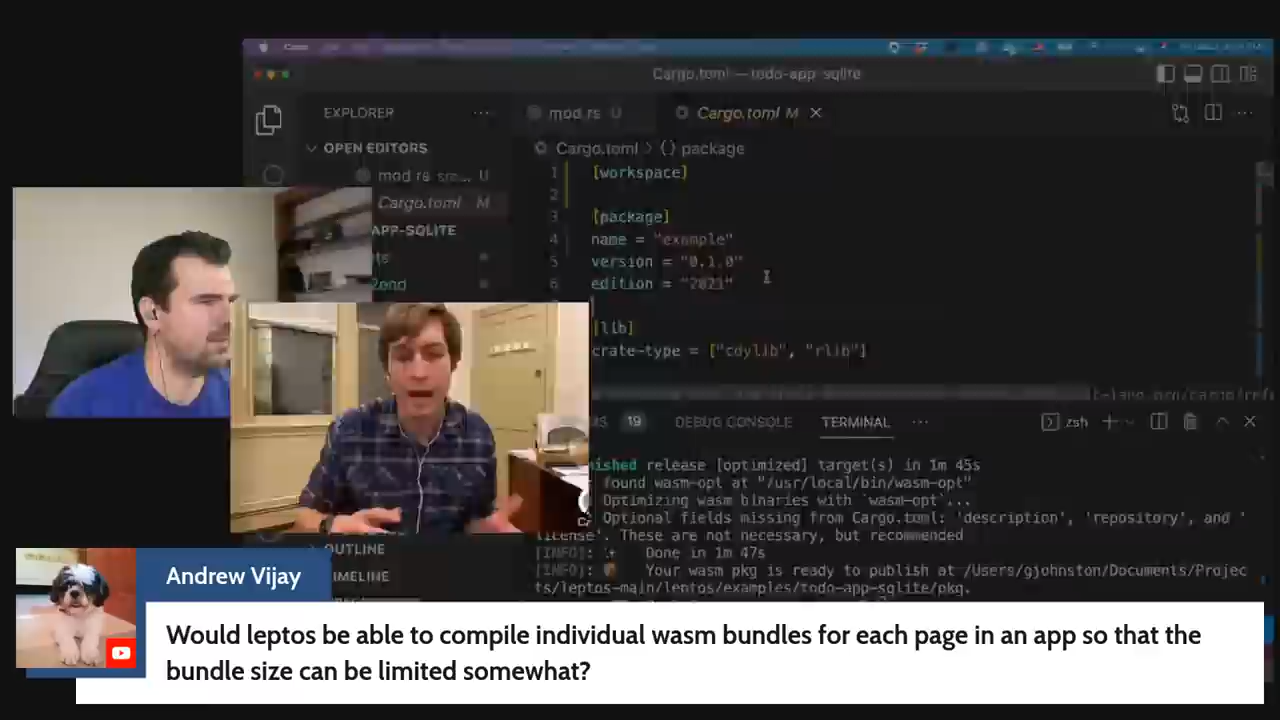 Cargo.toml — todo-app_sqlite
EXPLORER
mod.rs U
Cargo.toml M
OPEN EDITORS
Cargo.toml > {} package
mod.rs U
Cargo.toml M
APP-SQLITE
1 [workspace]
2
3 [package]
4 name = "example"
5 version = "0.1.0"
6 edition = "2021"
[lib]
crate-type = ["cdylib", "rlib"]
19
DEBUG CONSOLE
TERMINAL
zsh
release [optimized] target(s) in 1m 45s
found wasm-opt at "/usr/local/bin/wasm-opt"
Optimizing wasm binaries with `wasm-opt`...
Optional fields missing from Cargo.toml: 'description', 'repository', and '
license'. These are not necessary, but recommended
[INFO]: Done in 1m 47s
[INFO]: Your wasm pkg is ready to publish at /Users/gjohnston/Documents/Projec
ts/leptos-main/leptos/examples/todo-app-sqlite/pkg.
OUTLINE
TIMELINE
Andrew Vijay
Would leptos be able to compile individual wasm bundles for each page in an app so that the
bundle size can be limited somewhat?